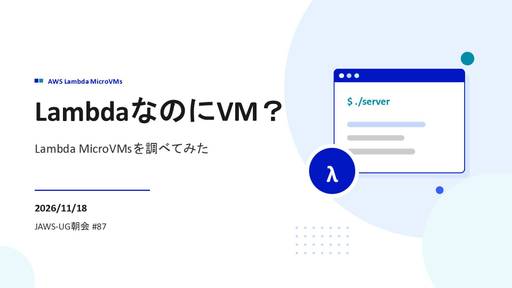 AWS Lambda MicroVMs
LambdaなのにVM？
Lambda MicroVMsを調べてみた
2026/11/18
JAWS-UG朝会 #87
$ ./server
λ